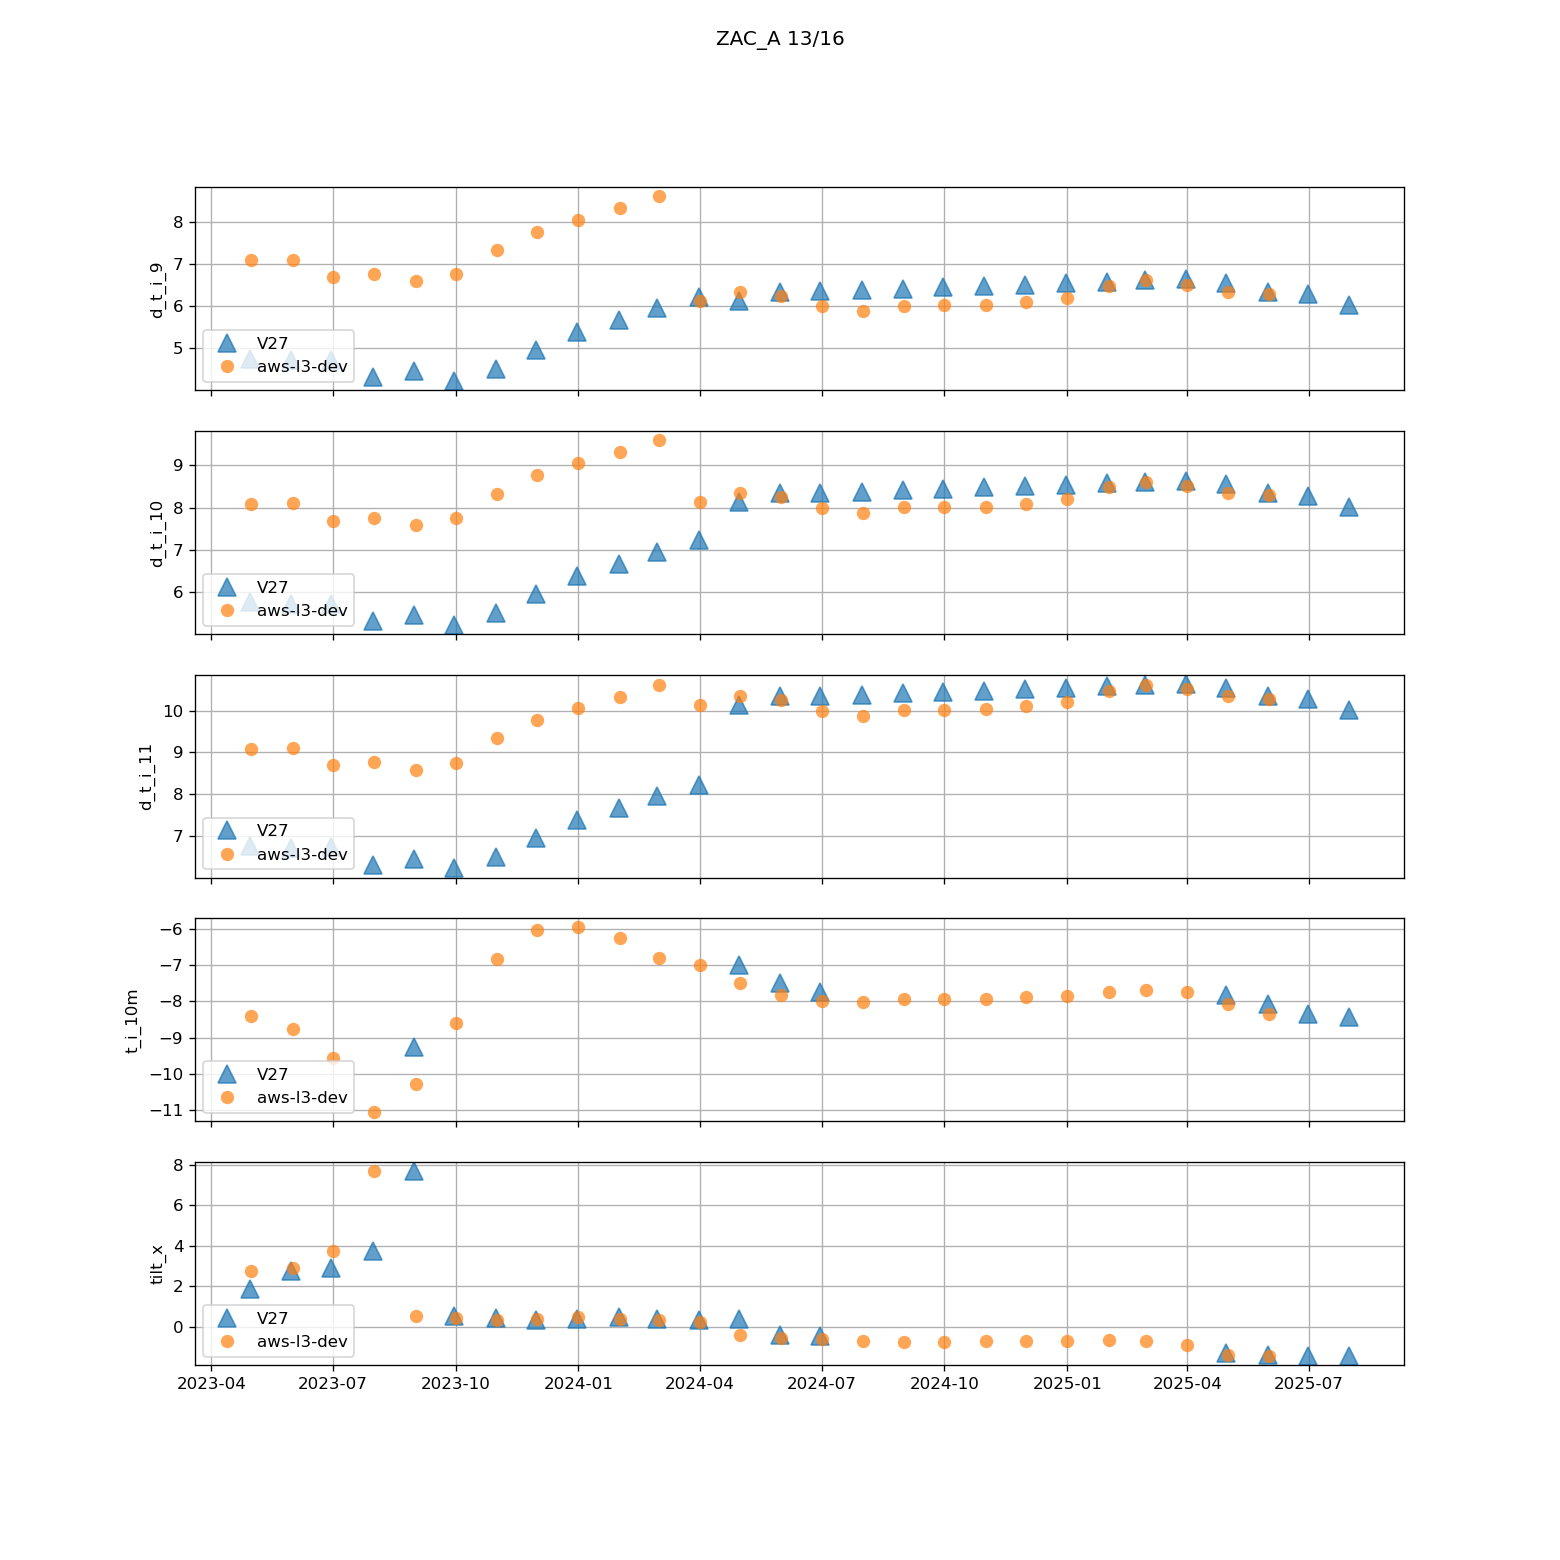 ZAC_A 13/16
d_t_i_9
8
7
6
5
V27
aws-l3-dev
d_t_i_10
9
8
7
6
V27
aws-l3-dev
d_t_i_11
10
9
8
7
V27
aws-l3-dev
t_i_10m
−6
−7
−8
−9
−10
−11
V27
aws-l3-dev
tilt_x
8
6
4
2
0
V27
aws-l3-dev
2023-04 2023-07 2023-10 2024-01 2024-04 2024-07 2024-10 2025-01 2025-04 2025-07